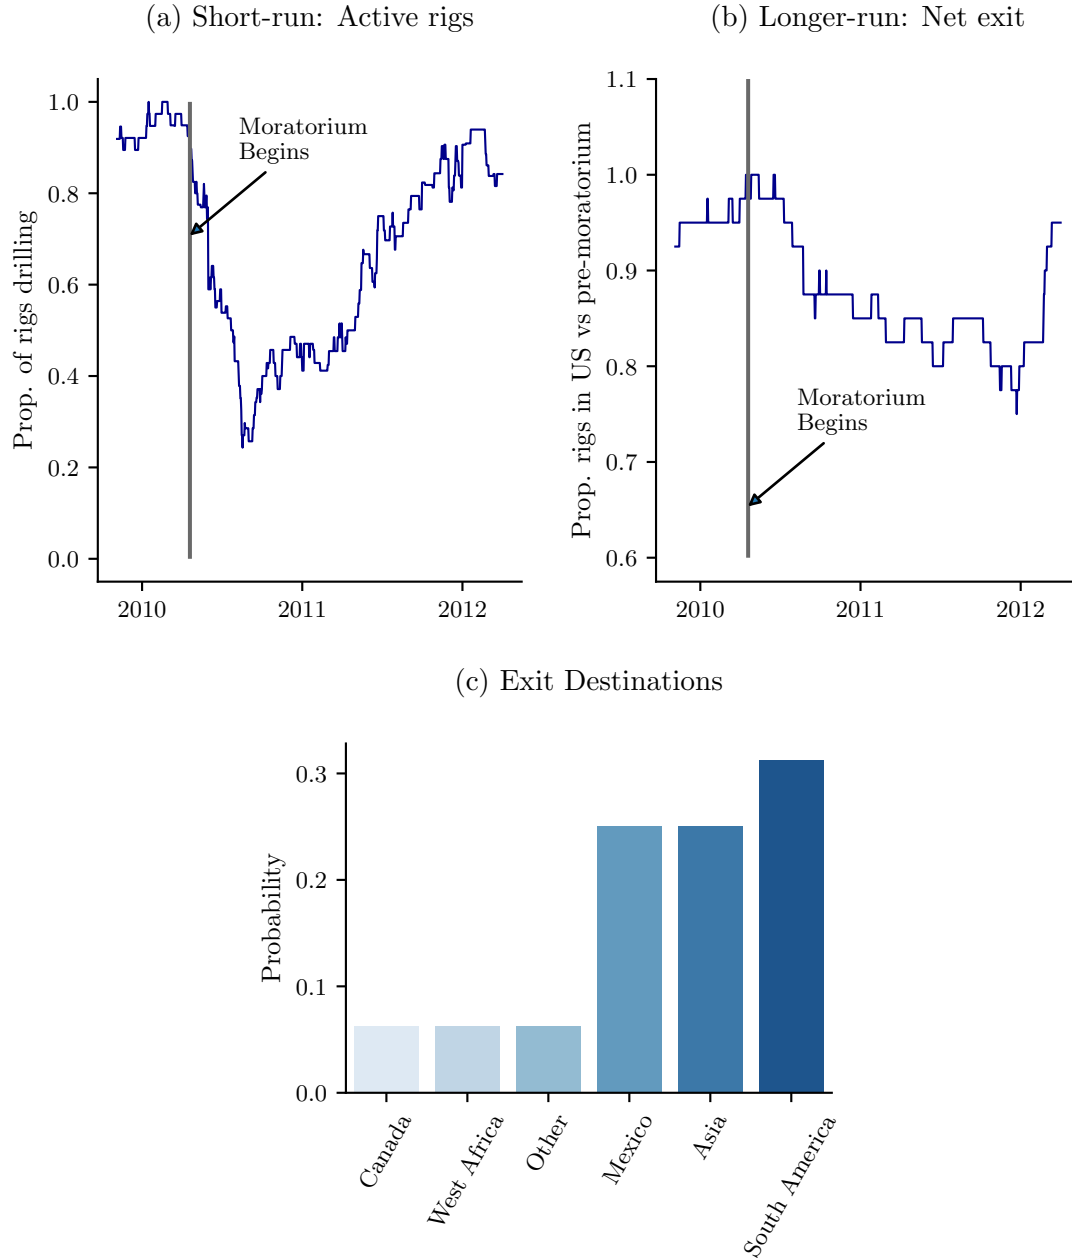 (a) Short-run: Active rigs
Prop. of rigs drilling
1.0
0.8
0.6
0.4
0.2
0.0
Moratorium
Begins
2010
2011
2012
(b) Longer-run: Net exit
Prop. rigs in US vs pre-moratorium
1.1
1.0
0.9
0.8
0.7
0.6
Moratorium
Begins
2010
2011
2012
(c) Exit Destinations
Probability
0.3
0.2
0.1
0.0
Canada
West Africa
Other
Mexico
Asia
South America